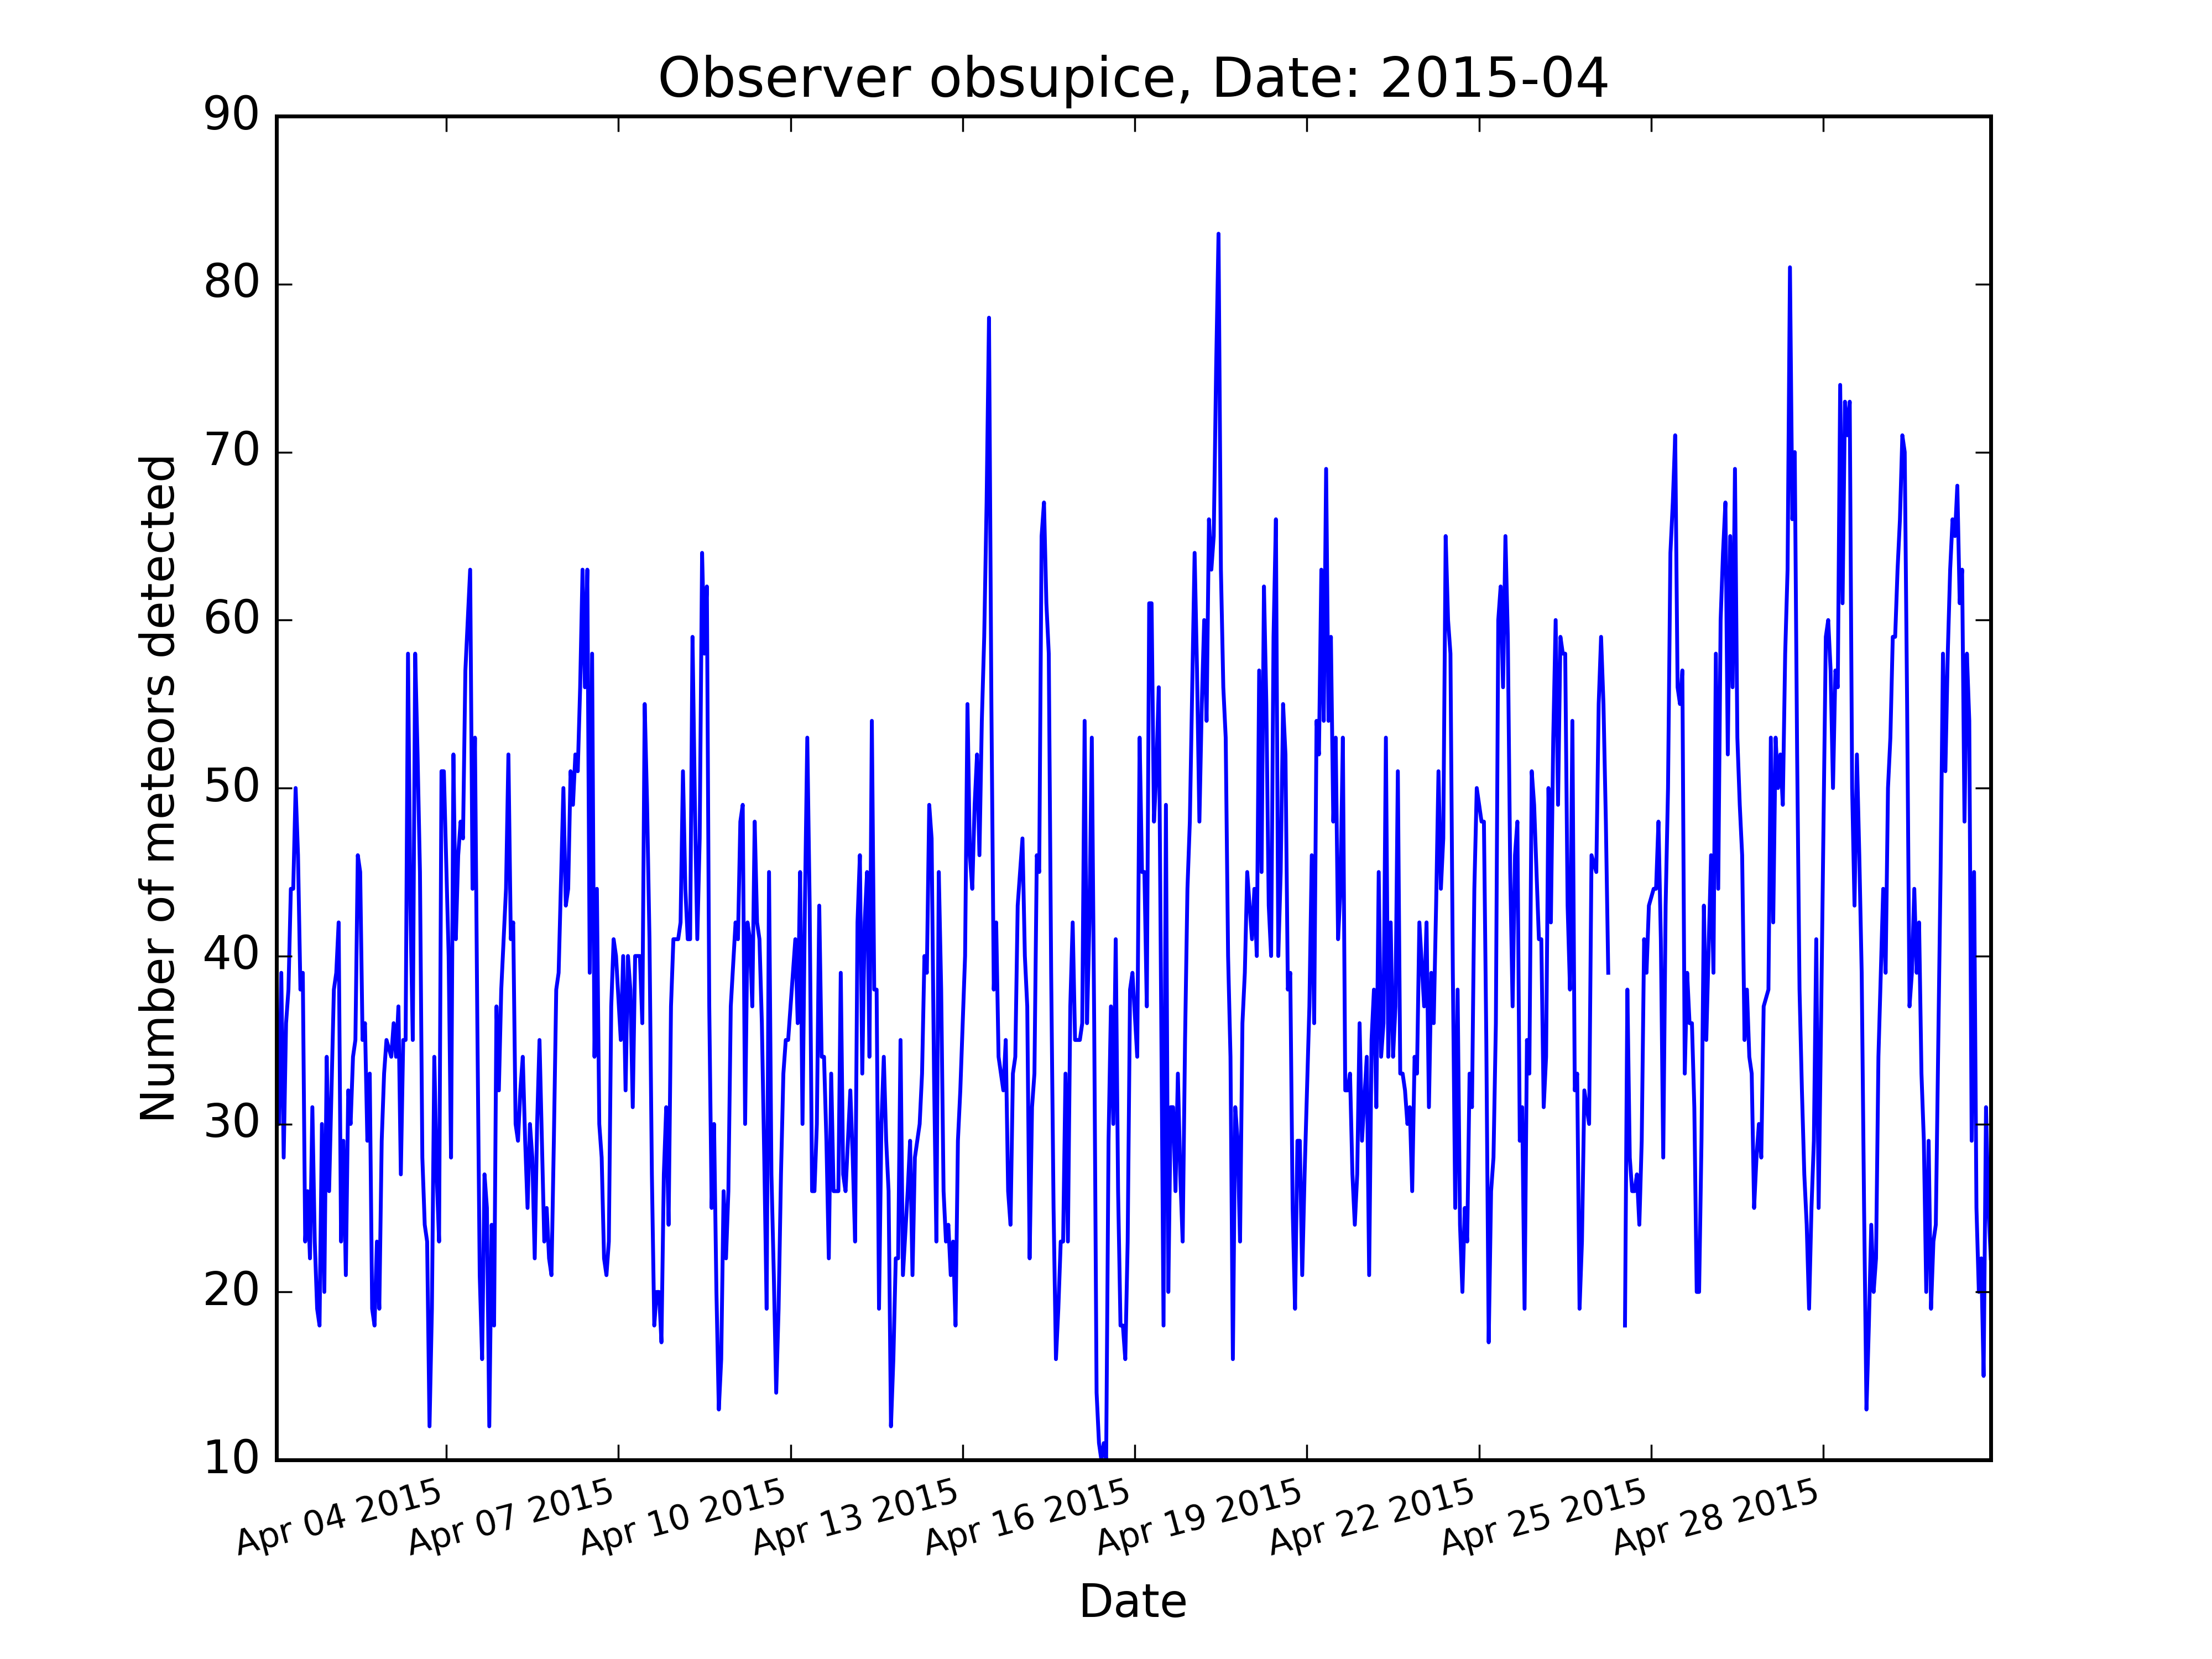 Observer obsupice, Date: 2015-04
90
80
70
60
50
40
30
20
10
Number of meteors detected
Apr 04 2015
Apr 07 2015
Apr 10 2015
Apr 13 2015
Apr 16 2015
Apr 19 2015
Apr 22 2015
Apr 25 2015
Apr 28 2015
Date